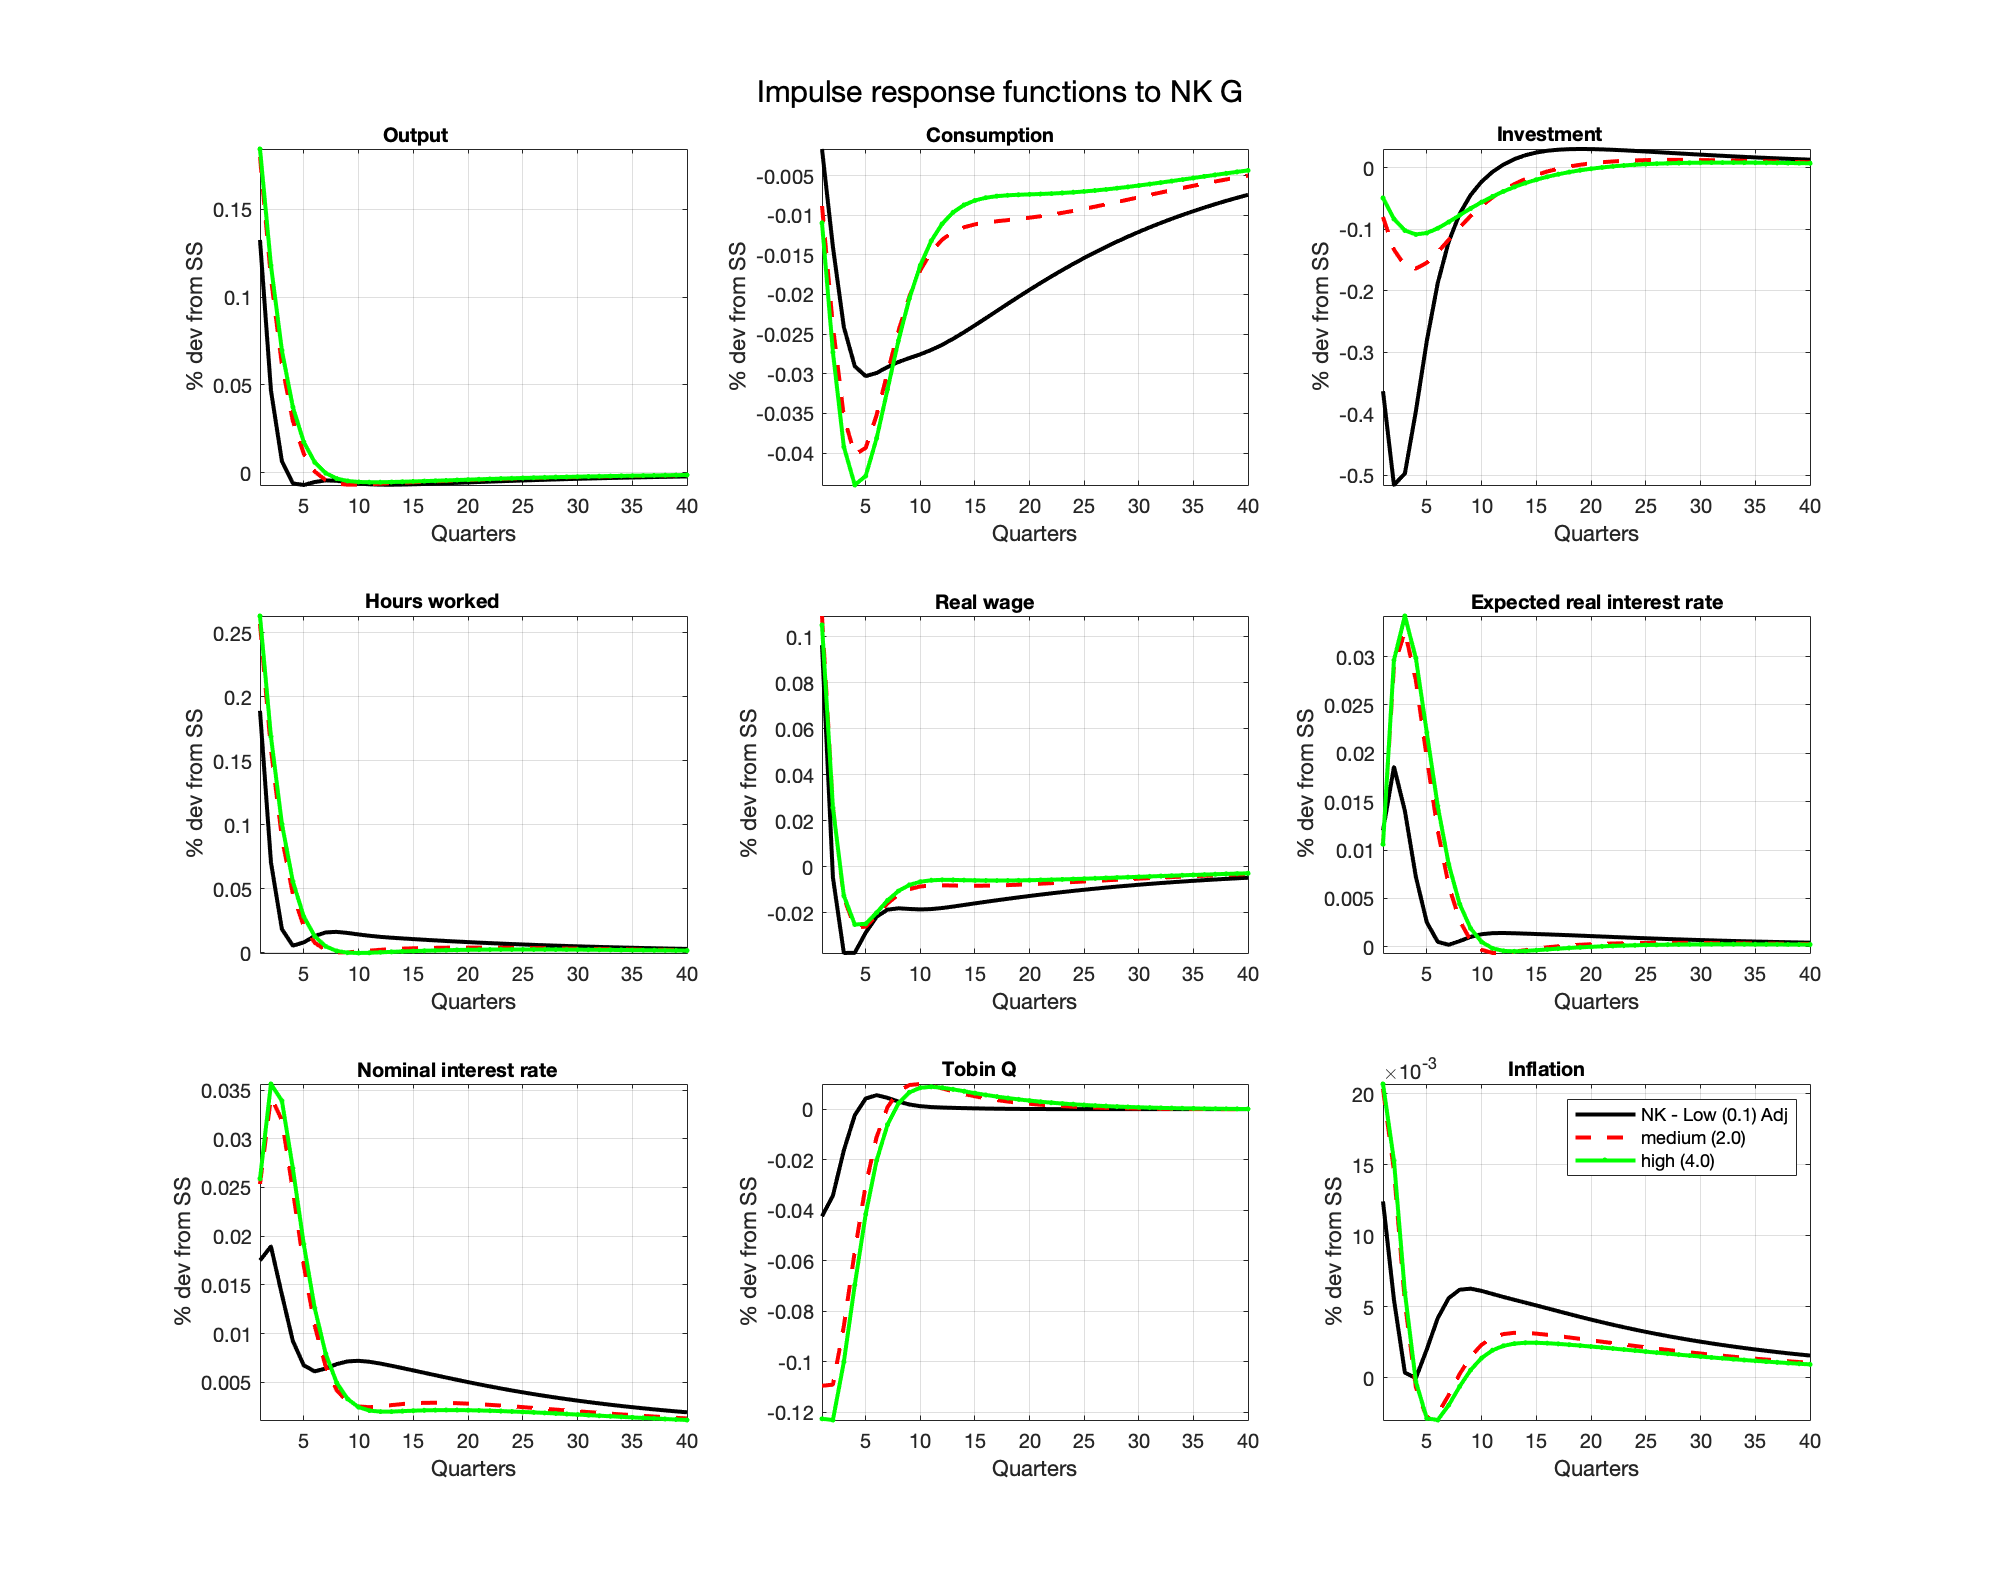 Impulse response functions to NK G
Output
% dev from SS
0.15
0.1
0.05
0
5 10 15 20 25 30 35 40
Quarters
Consumption
% dev from SS
-0.005
-0.01
-0.015
-0.02
-0.025
-0.03
-0.035
-0.04
5 10 15 20 25 30 35 40
Quarters
Investment
% dev from SS
0
-0.1
-0.2
-0.3
-0.4
-0.5
5 10 15 20 25 30 35 40
Quarters
Hours worked
% dev from SS
0.25
0.2
0.15
0.1
0.05
0
5 10 15 20 25 30 35 40
Quarters
Real wage
% dev from SS
0.1
0.08
0.06
0.04
0.02
0
-0.02
5 10 15 20 25 30 35 40
Quarters
Expected real interest rate
% dev from SS
0.03
0.025
0.02
0.015
0.01
0.005
0
5 10 15 20 25 30 35 40
Quarters
Nominal interest rate
% dev from SS
0.035
0.03
0.025
0.02
0.015
0.01
0.005
5 10 15 20 25 30 35 40
Quarters
Tobin Q
% dev from SS
0
-0.02
-0.04
-0.06
-0.08
-0.1
-0.12
5 10 15 20 25 30 35 40
Quarters
×10⁻³
Inflation
% dev from SS
20
15
10
5
0
NK - Low (0.1) Adj
medium (2.0)
high (4.0)
5 10 15 20 25 30 35 40
Quarters